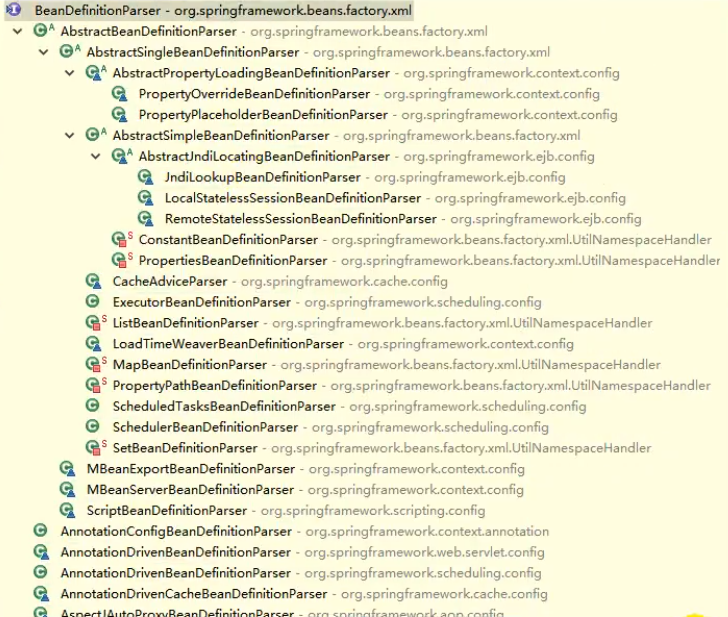 BeanDefinitionParser - org.springframework.beans.factory.xml
AbstractBeanDefinitionParser - org.springframework.beans.factory.xml
AbstractSingleBeanDefinitionParser - org.springframework.beans.factory.xml
AbstractPropertyLoadingBeanDefinitionParser - org.springframework.context.config
PropertyOverrideBeanDefinitionParser - org.springframework.context.config
PropertyPlaceholderBeanDefinitionParser - org.springframework.context.config
AbstractSimpleBeanDefinitionParser - org.springframework.beans.factory.xml
AbstractJndiLocatingBeanDefinitionParser - org.springframework.ejb.config
JndiLookupBeanDefinitionParser - org.springframework.ejb.config
LocalStatelessSessionBeanDefinitionParser - org.springframework.ejb.config
RemoteStatelessSessionBeanDefinitionParser - org.springframework.ejb.config
ConstantBeanDefinitionParser - org.springframework.beans.factory.xml.UtilNamespaceHandler
PropertiesBeanDefinitionParser - org.springframework.beans.factory.xml.UtilNamespaceHandler
CacheAdviceParser - org.springframework.cache.config
ExecutorBeanDefinitionParser - org.springframework.scheduling.config
ListBeanDefinitionParser - org.springframework.beans.factory.xml.UtilNamespaceHandler
LoadTimeWeaverBeanDefinitionParser - org.springframework.context.config
MapBeanDefinitionParser - org.springframework.beans.factory.xml.UtilNamespaceHandler
PropertyPathBeanDefinitionParser - org.springframework.beans.factory.xml.UtilNamespaceHandler
ScheduledTasksBeanDefinitionParser - org.springframework.scheduling.config
SchedulerBeanDefinitionParser - org.springframework.scheduling.config
SetBeanDefinitionParser - org.springframework.beans.factory.xml.UtilNamespaceHandler
MBeanExportBeanDefinitionParser - org.springframework.context.config
MBeanServerBeanDefinitionParser - org.springframework.context.config
ScriptBeanDefinitionParser - org.springframework.scripting.config
AnnotationConfigBeanDefinitionParser - org.springframework.context.annotation
AnnotationDrivenBeanDefinitionParser - org.springframework.web.servlet.config
AnnotationDrivenBeanDefinitionParser - org.springframework.scheduling.config
AnnotationDrivenCacheBeanDefinitionParser - org.springframework.cache.config
AspectJAutoProxyBeanDefinitionParser - org.springframework.aop.config